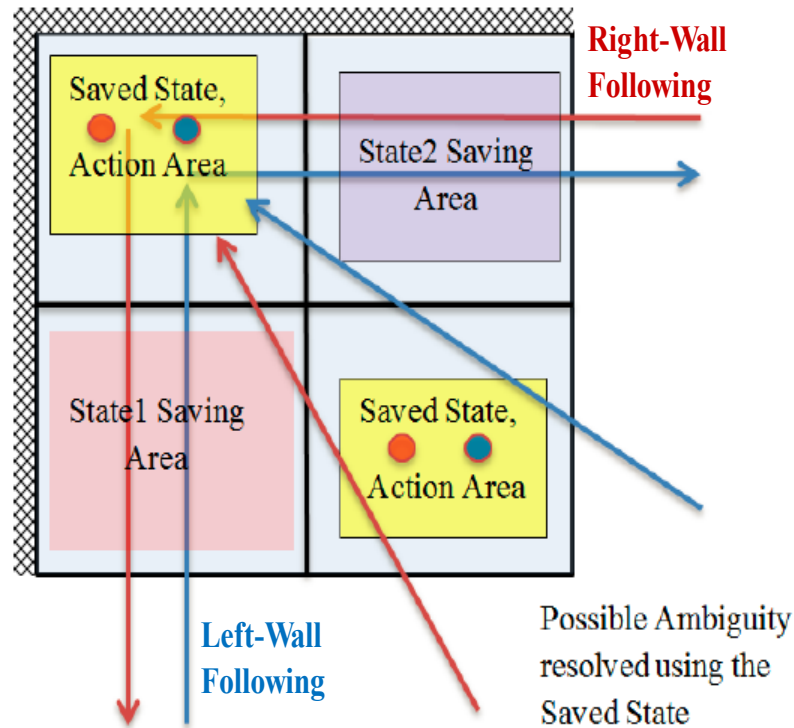 Right-Wall
Following
Saved State,
Action Area
State2 Saving
Area
State1 Saving
Area
Saved State,
Action Area
Left-Wall
Following
Possible Ambiguity
resolved using the
Saved State